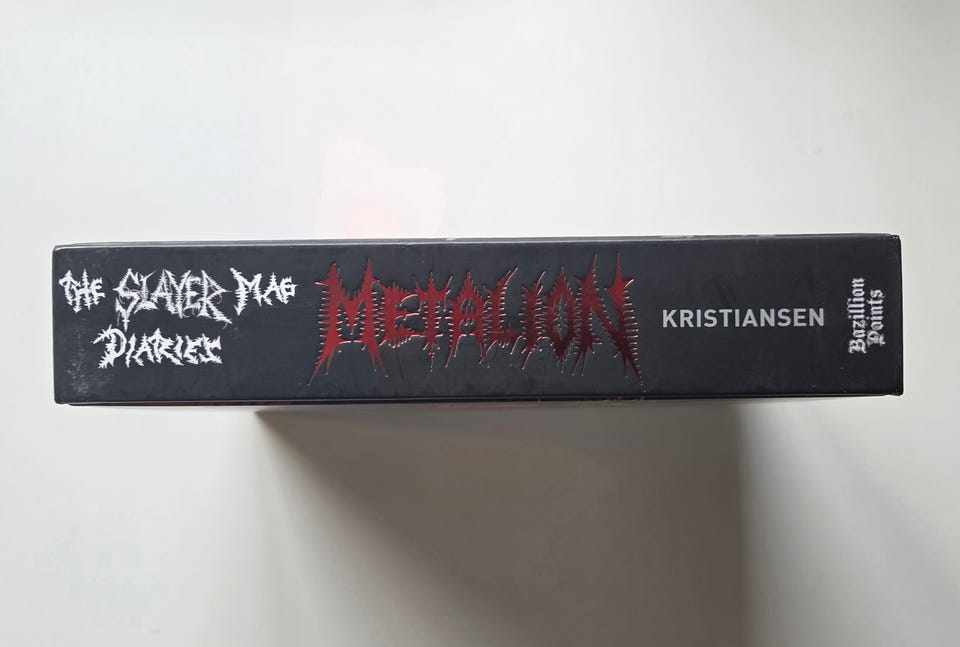 THE SLAYER MAG
DIARIES
METALION
KRISTIANSEN
Bazillion
Points